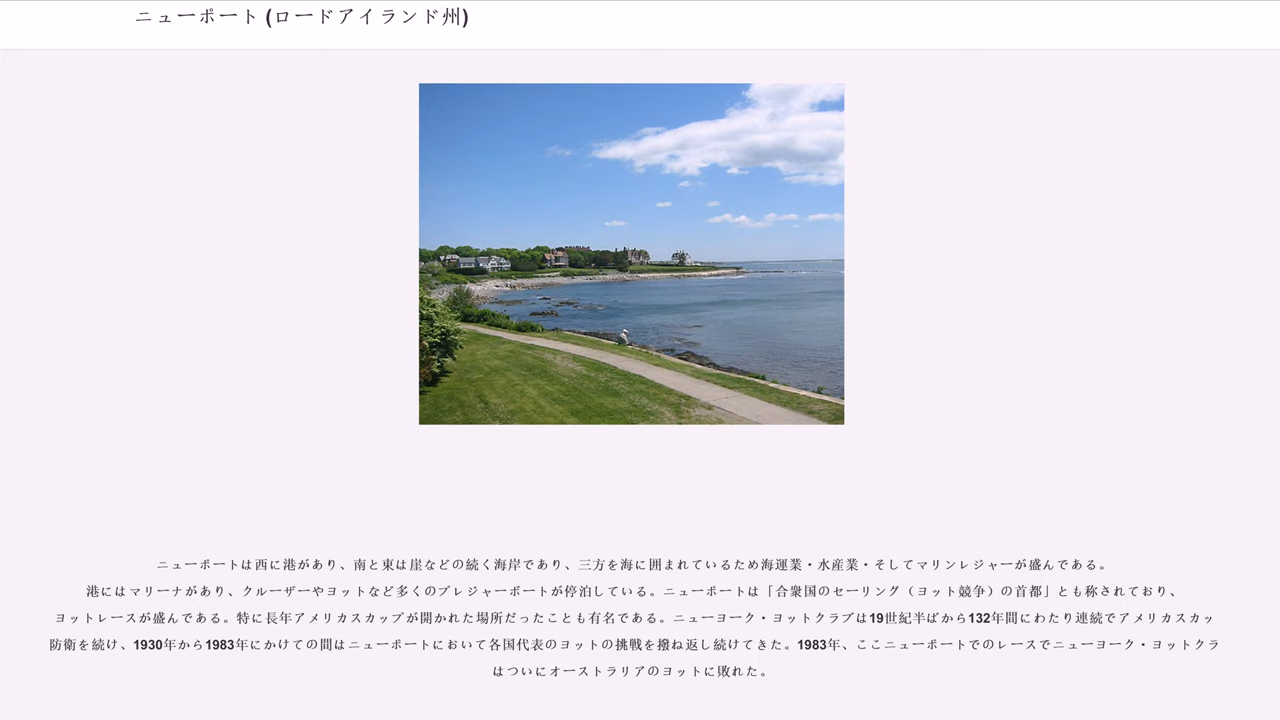 ニューポート (ロードアイランド州)
ニューポートは西に港があり、南と東は崖などの続く海岸であり、三方を海に囲まれているため海運業・水産業・そしてマリンレジャーが盛んである。
港にはマリーナがあり、クルーザーやヨットなど多くのプレジャーボートが停泊している。ニューポートは「合衆国のセーリング（ヨット競争）の首都」とも称されており、
ヨットレースが盛んである。特に長年アメリカスカップが開かれた場所だったことも有名である。ニューヨーク・ヨットクラブは19世紀半ばから132年間にわたり連続でアメリカスカッ
防衛を続け、1930年から1983年にかけての間はニューポートにおいて各国代表のヨットの挑戦を撥ね返し続けてきた。1983年、ここニューポートでのレースでニューヨーク・ヨットクラ
はついにオーストラリアのヨットに敗れた。